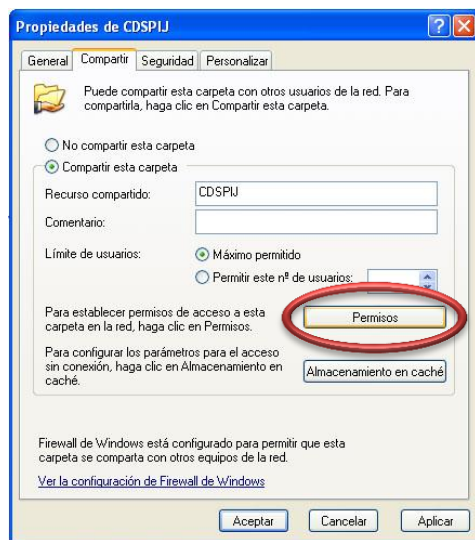 Propiedades de CDSPIJ
General Compartir Seguridad Personalizar
Puede compartir esta carpeta con otros usuarios de la red. Para
compartirla, haga clic en Compartir esta carpeta.
No compartir esta carpeta
Compartir esta carpeta
Recurso compartido: CDSPIJ
Comentario:
Límite de usuarios: Máximo permitido
Permitir este nº de usuarios:
Para establecer permisos de acceso a esta
carpeta en la red, haga clic en Permisos.
Permisos
Para configurar los parámetros para el acceso
sin conexión, haga clic en Almacenamiento en
caché.
Almacenamiento en caché
Firewall de Windows está configurado para permitir que esta
carpeta se comparta con otros equipos de la red.
Ver la configuración de Firewall de Windows
Aceptar Cancelar Aplicar